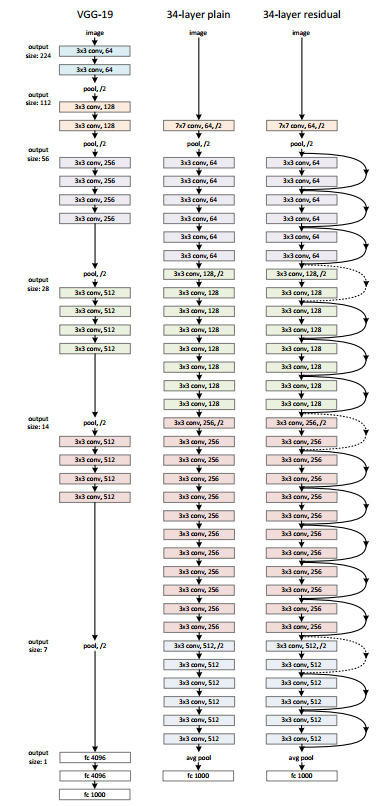 VGG-19
34-layer plain
34-layer residual
output
size: 224
output
size: 112
output
size: 56
output
size: 28
output
size: 14
output
size: 7
output
size: 1
image
3x3 conv, 64
3x3 conv, 64
pool, /2
3x3 conv, 128
3x3 conv, 128
pool, /2
3x3 conv, 256
3x3 conv, 256
3x3 conv, 256
3x3 conv, 256
pool, /2
3x3 conv, 512
3x3 conv, 512
3x3 conv, 512
3x3 conv, 512
pool, /2
3x3 conv, 512
3x3 conv, 512
3x3 conv, 512
3x3 conv, 512
pool, /2
fc 4096
fc 4096
fc 1000
image
7x7 conv, 64, /2
pool, /2
3x3 conv, 64
3x3 conv, 64
3x3 conv, 64
3x3 conv, 64
3x3 conv, 64
3x3 conv, 64
3x3 conv, 128, /2
3x3 conv, 128
3x3 conv, 128
3x3 conv, 128
3x3 conv, 128
3x3 conv, 128
3x3 conv, 128
3x3 conv, 128
3x3 conv, 256, /2
3x3 conv, 256
3x3 conv, 256
3x3 conv, 256
3x3 conv, 256
3x3 conv, 256
3x3 conv, 256
3x3 conv, 256
3x3 conv, 256
3x3 conv, 256
3x3 conv, 256
3x3 conv, 256
3x3 conv, 512, /2
3x3 conv, 512
3x3 conv, 512
3x3 conv, 512
3x3 conv, 512
3x3 conv, 512
avg pool
fc 1000
image
7x7 conv, 64, /2
pool, /2
3x3 conv, 64
3x3 conv, 64
3x3 conv, 64
3x3 conv, 64
3x3 conv, 64
3x3 conv, 64
3x3 conv, 128, /2
3x3 conv, 128
3x3 conv, 128
3x3 conv, 128
3x3 conv, 128
3x3 conv, 128
3x3 conv, 128
3x3 conv, 128
3x3 conv, 256, /2
3x3 conv, 256
3x3 conv, 256
3x3 conv, 256
3x3 conv, 256
3x3 conv, 256
3x3 conv, 256
3x3 conv, 256
3x3 conv, 256
3x3 conv, 256
3x3 conv, 256
3x3 conv, 256
3x3 conv, 512, /2
3x3 conv, 512
3x3 conv, 512
3x3 conv, 512
3x3 conv, 512
3x3 conv, 512
avg pool
fc 1000